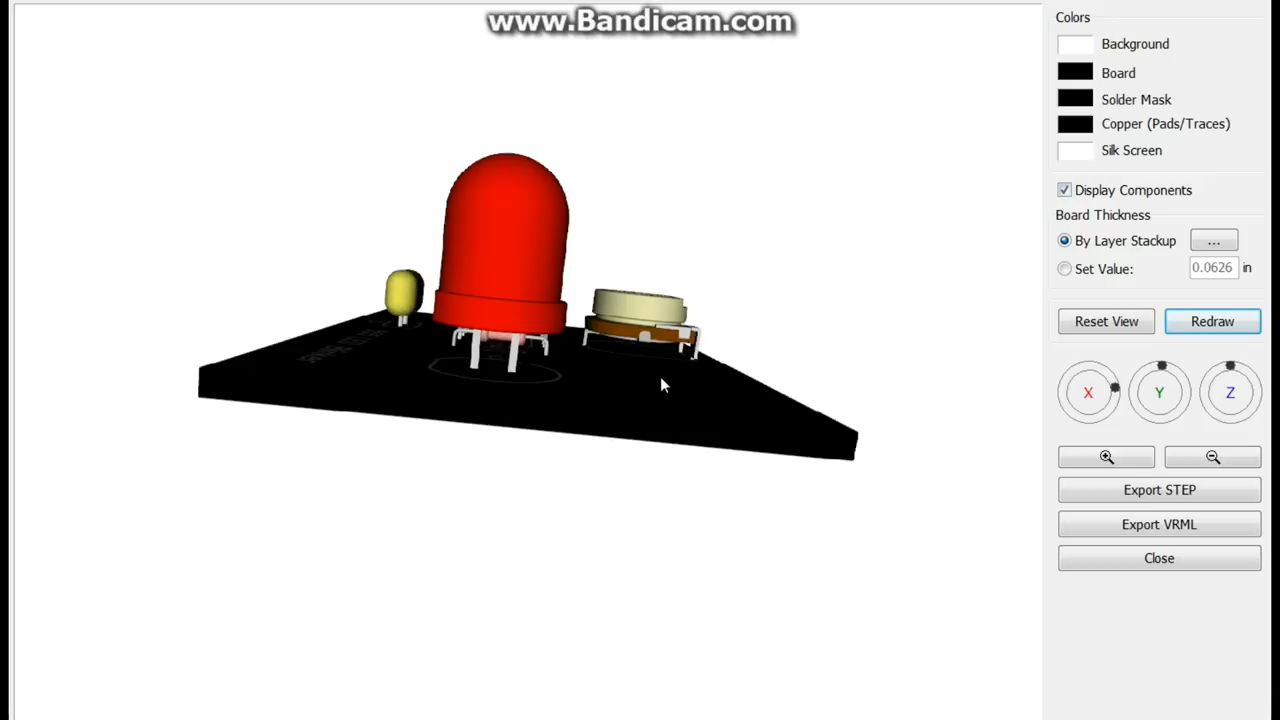 www.Bandicam.com
Colors
Background
Board
Solder Mask
Copper (Pads/Traces)
Silk Screen
Display Components
Board Thickness
By Layer Stackup ...
Set Value: 0.0626 in
Reset View Redraw
X Y Z
Export STEP
Export VRML
Close